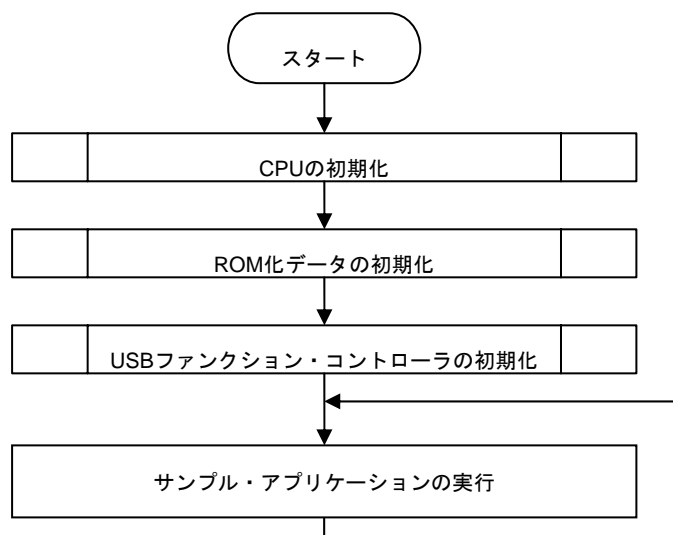 スタート
CPUの初期化
ROM化データの初期化
USBファンクション・コントローラの初期化
サンプル・アプリケーションの実行